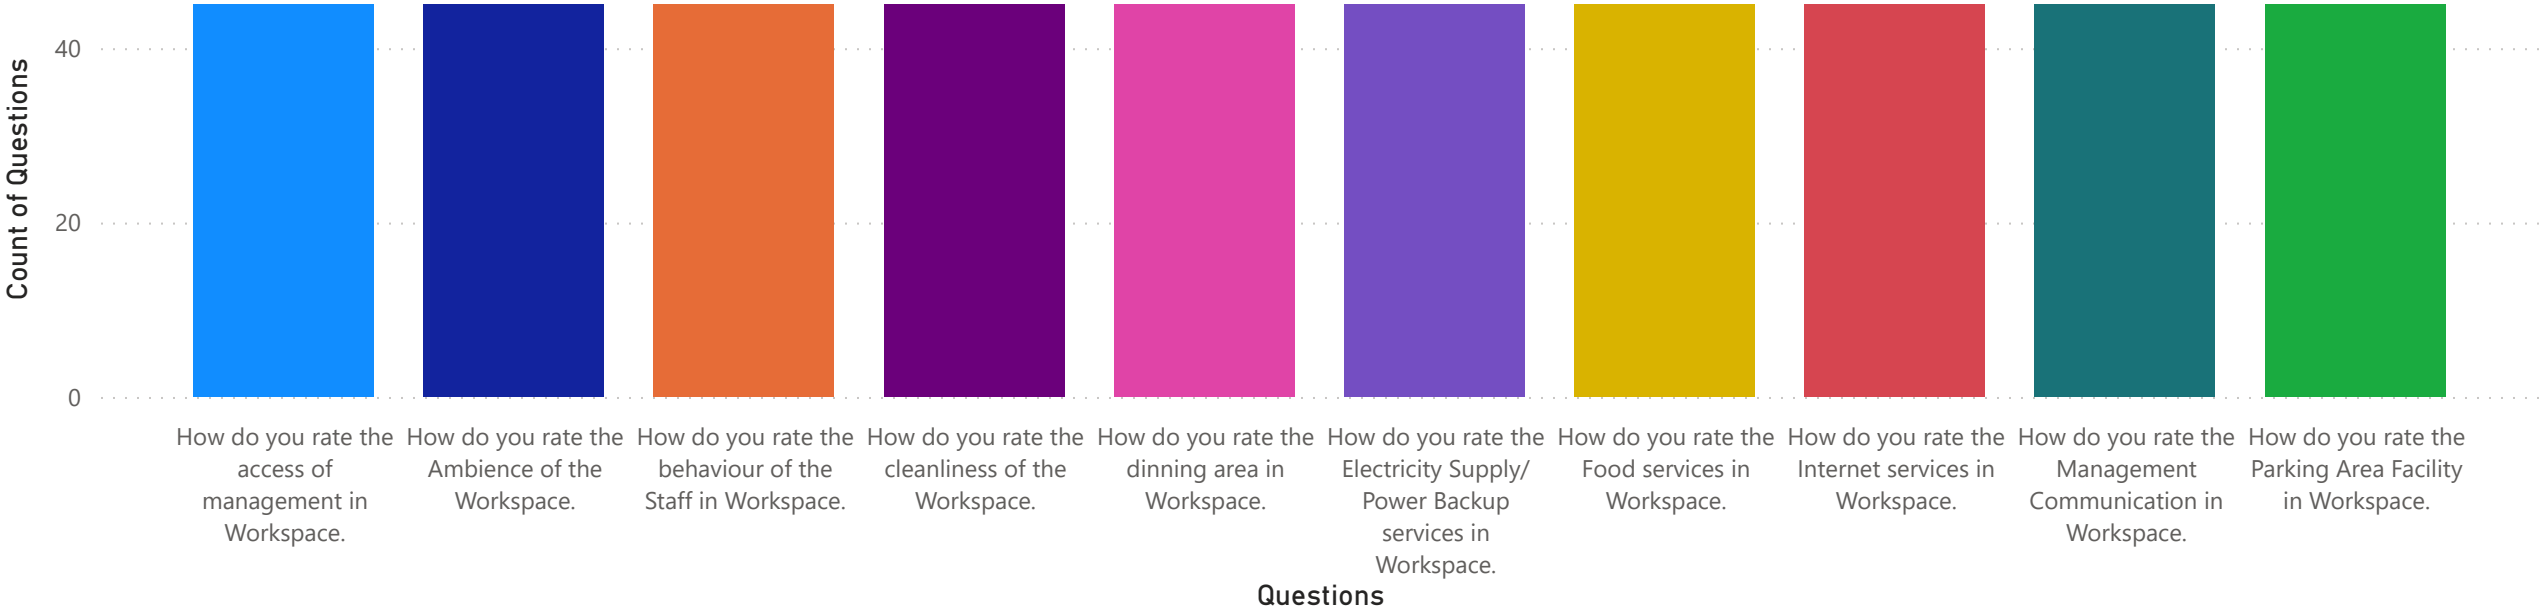 Count of Questions
40
20
0
How do you rate the
access of
management in
Workspace.
How do you rate the
Ambience of the
Workspace.
How do you rate the
behaviour of the
Staff in Workspace.
How do you rate the
cleanliness of the
Workspace.
How do you rate the
dinning area in
Workspace.
How do you rate the
Electricity Supply/
Power Backup
services in
Workspace.
How do you rate the
Food services in
Workspace.
How do you rate the
Internet services in
Workspace.
How do you rate the
Management
Communication in
Workspace.
How do you rate the
Parking Area Facility
in Workspace.
Questions